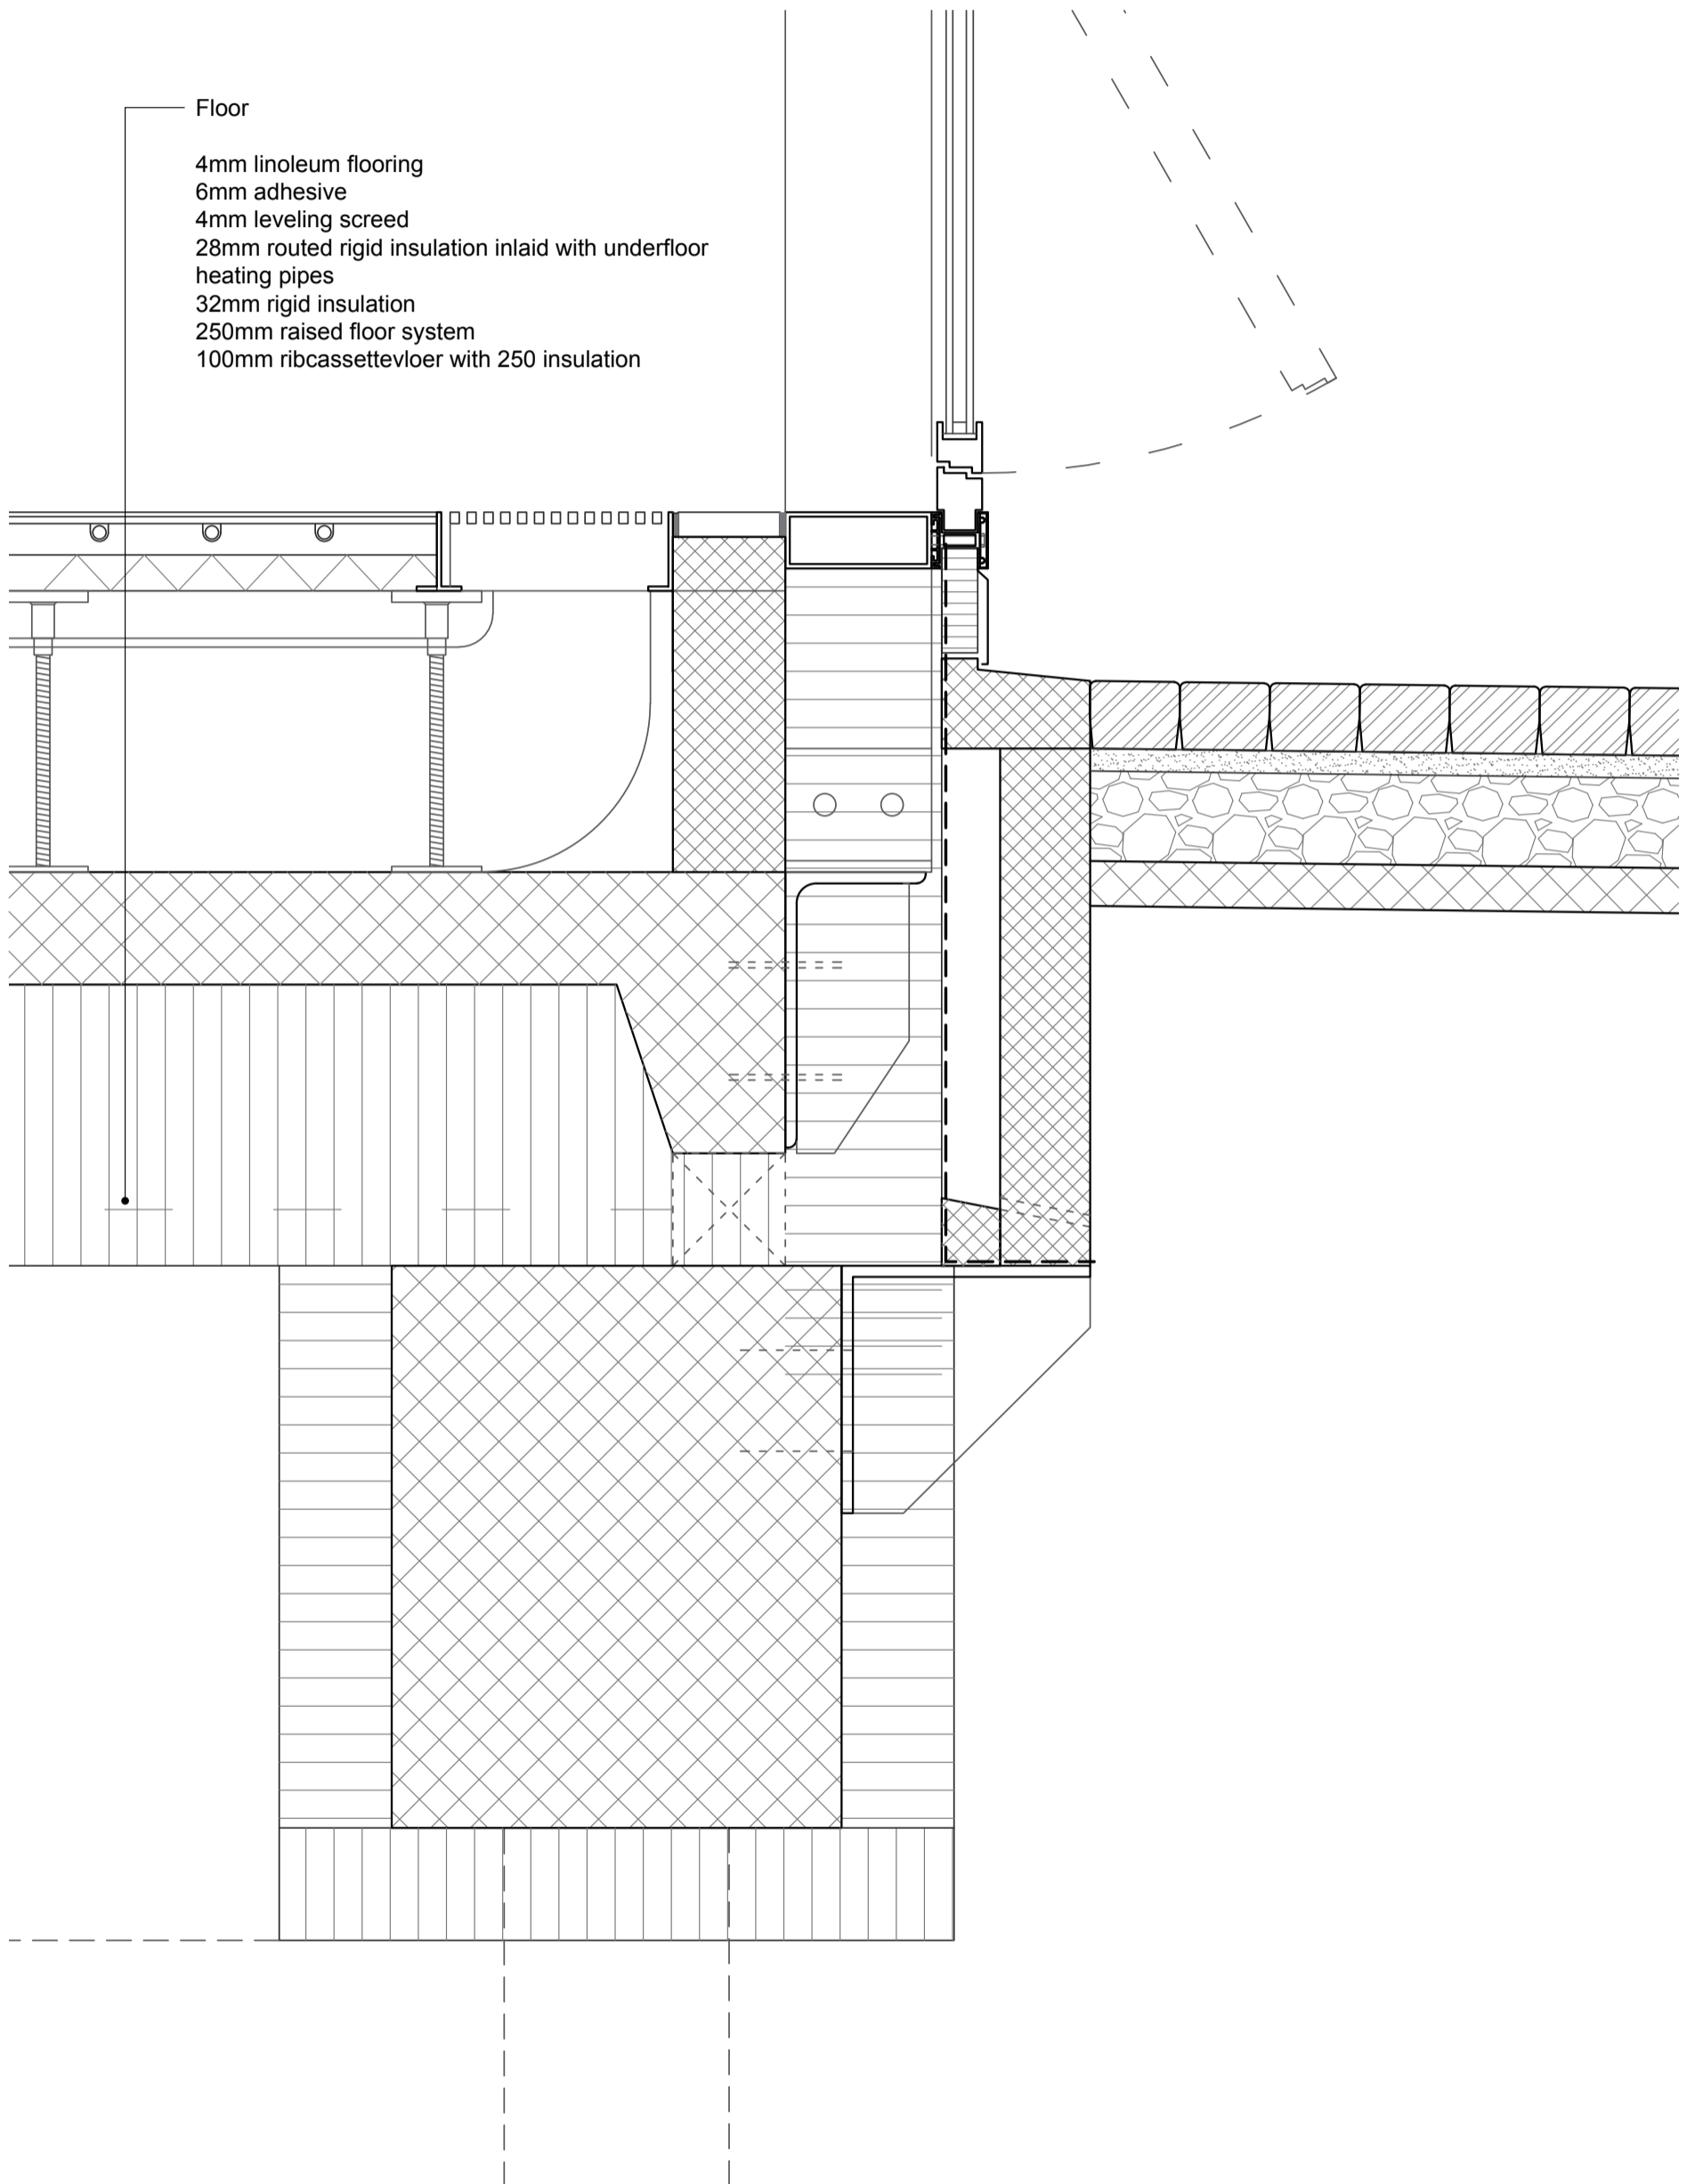 Floor
4mm linoleum flooring
6mm adhesive
4mm leveling screed
28mm routed rigid insulation inlaid with underfloor
heating pipes
32mm rigid insulation
250mm raised floor system
100mm ribcassettevloer with 250 insulation